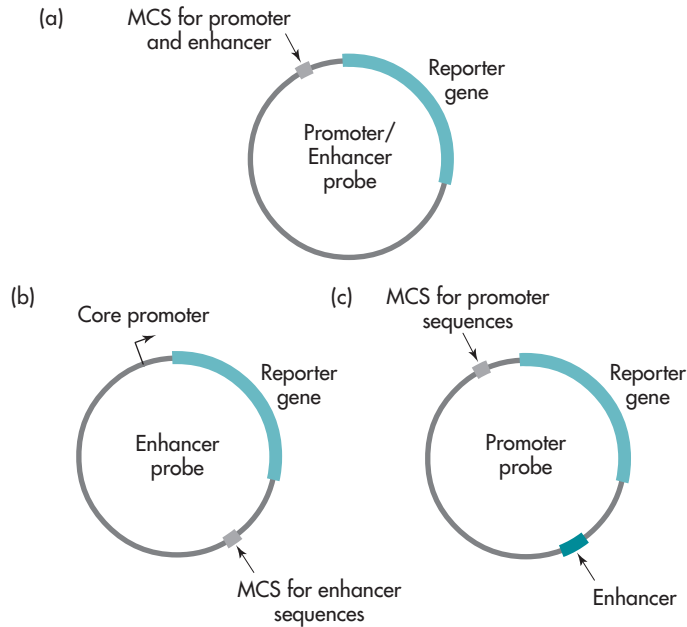 (a)
MCS for promoter
and enhancer
Reporter
gene
Promoter/
Enhancer
probe
(b)
Core promoter
Reporter
gene
Enhancer
probe
MCS for enhancer
sequences
(c)
MCS for promoter
sequences
Reporter
gene
Promoter
probe
Enhancer